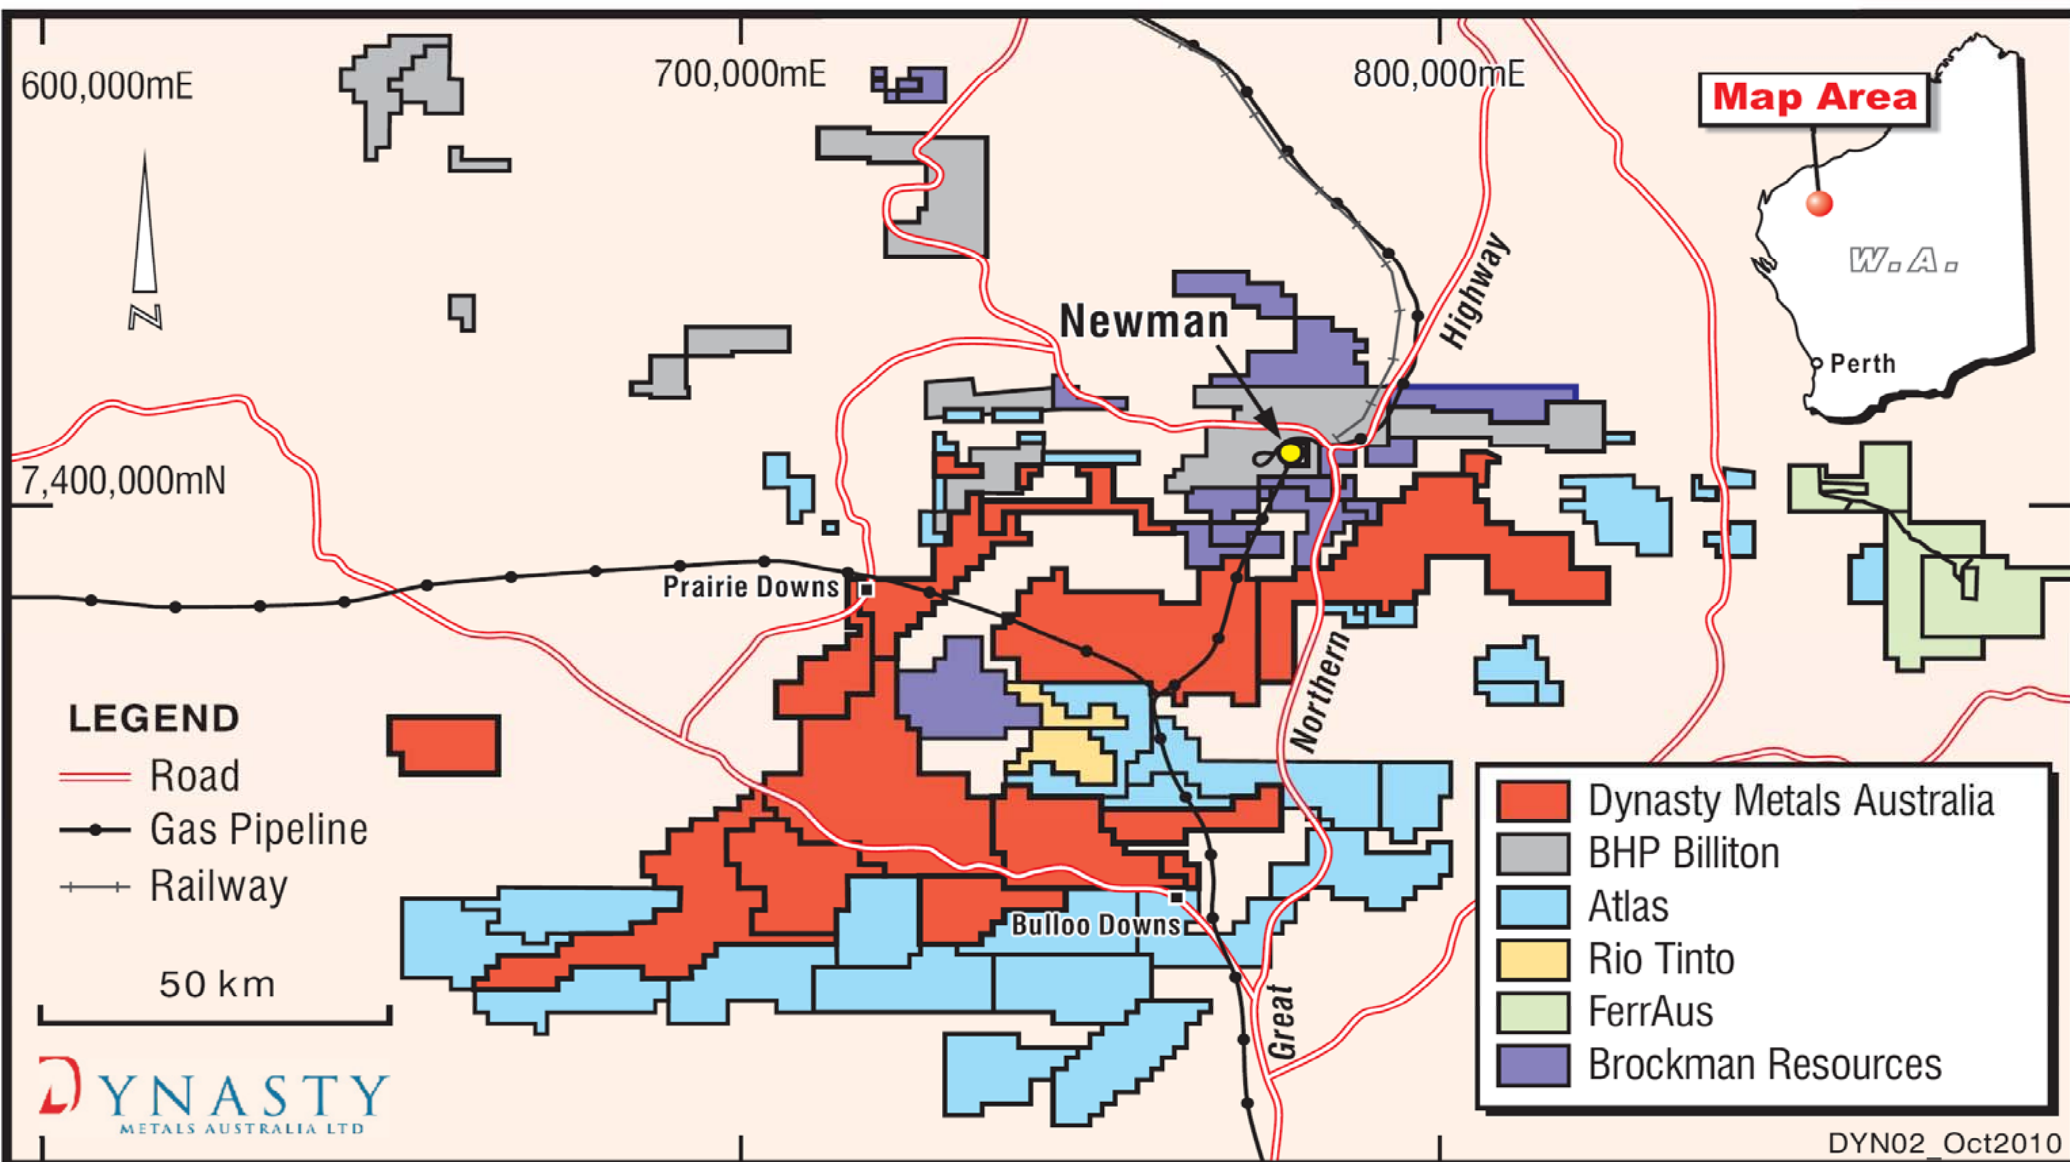 600,000mE
700,000mE
800,000mE
Map Area
W.A.
Perth
N
Newman
Highway
7,400,000mN
Prairie Downs
Northern
LEGEND
Road
Gas Pipeline
Railway
50 km
DYNASTY
METALS AUSTRALIA LTD
Bulloo Downs
Great
Dynasty Metals Australia
BHP Billiton
Atlas
Rio Tinto
FerrAus
Brockman Resources
DYN02_Oct2010